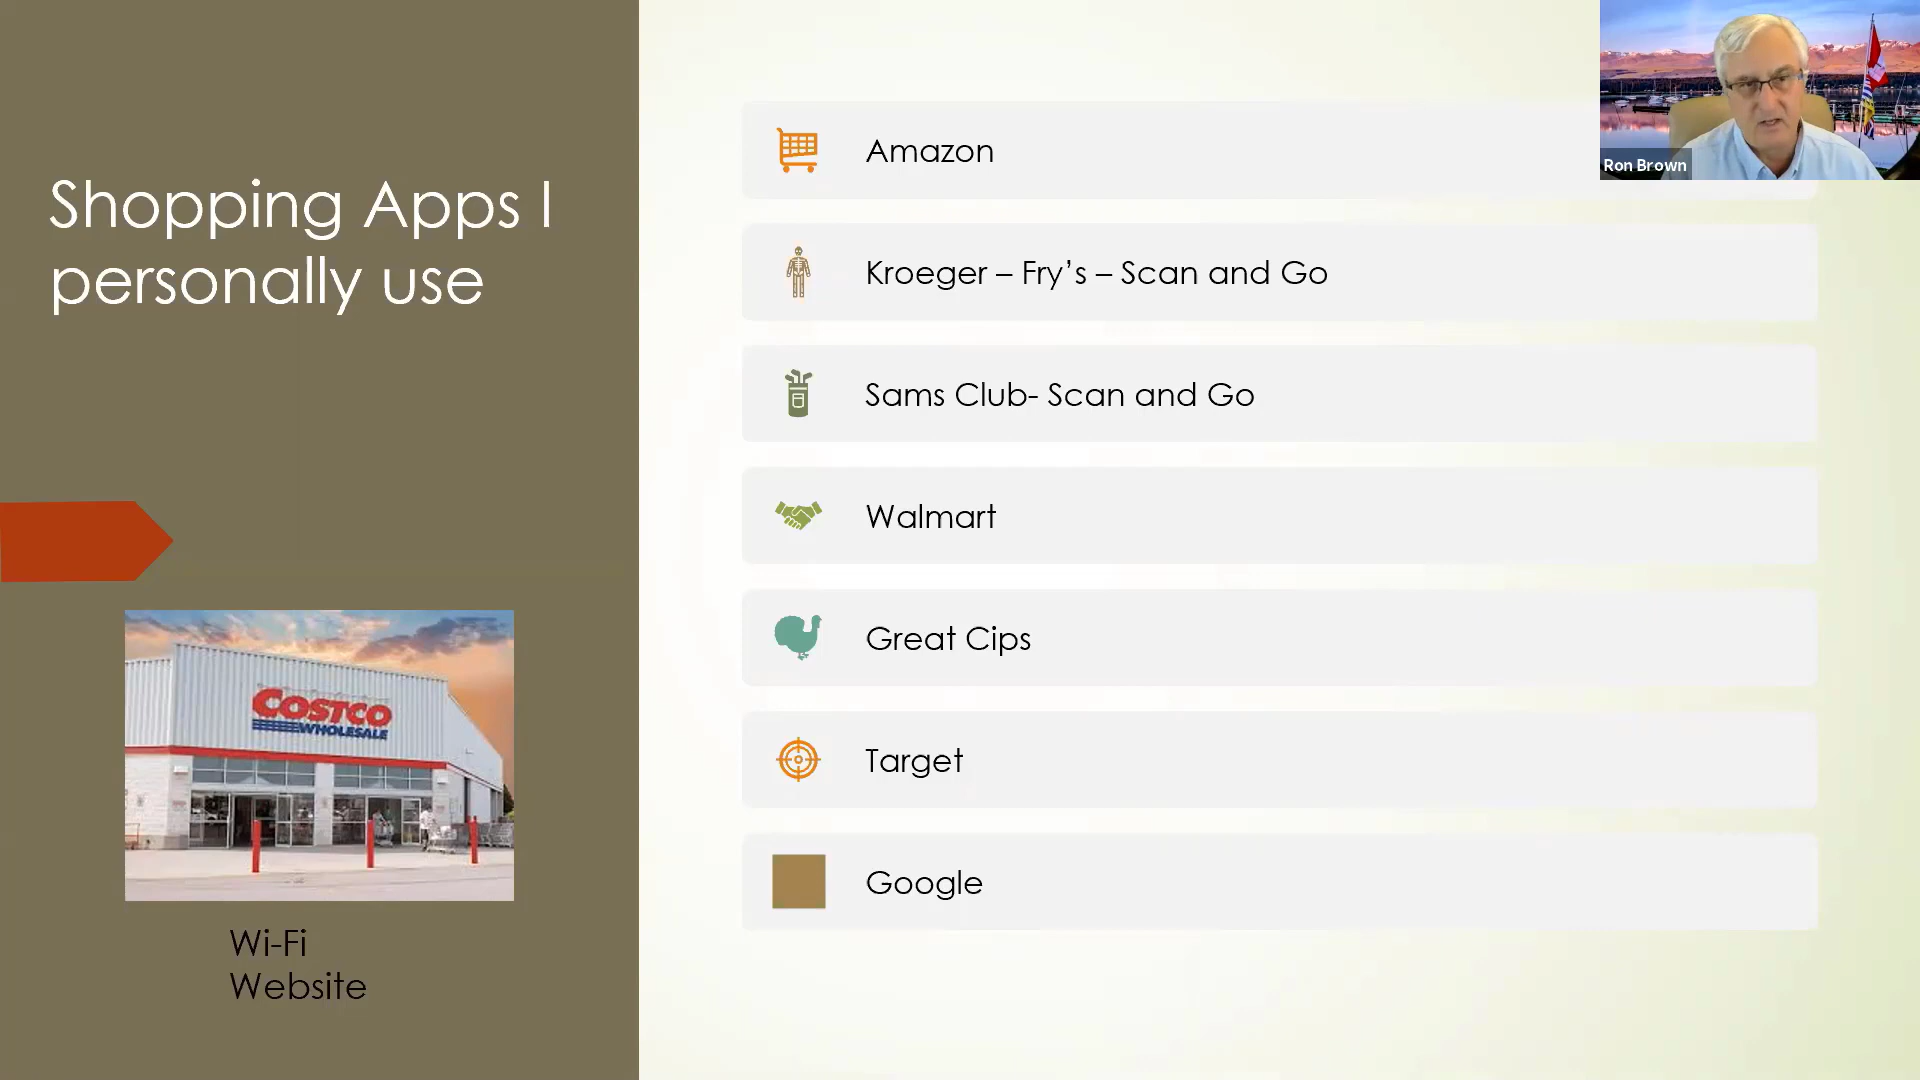 Shopping Apps I
personally use
COSTCO
WHOLESALE
Wi-Fi
Website
Amazon
Kroeger – Fry’s – Scan and Go
Sams Club- Scan and Go
Walmart
Great Cips
Target
Google
Ron Brown